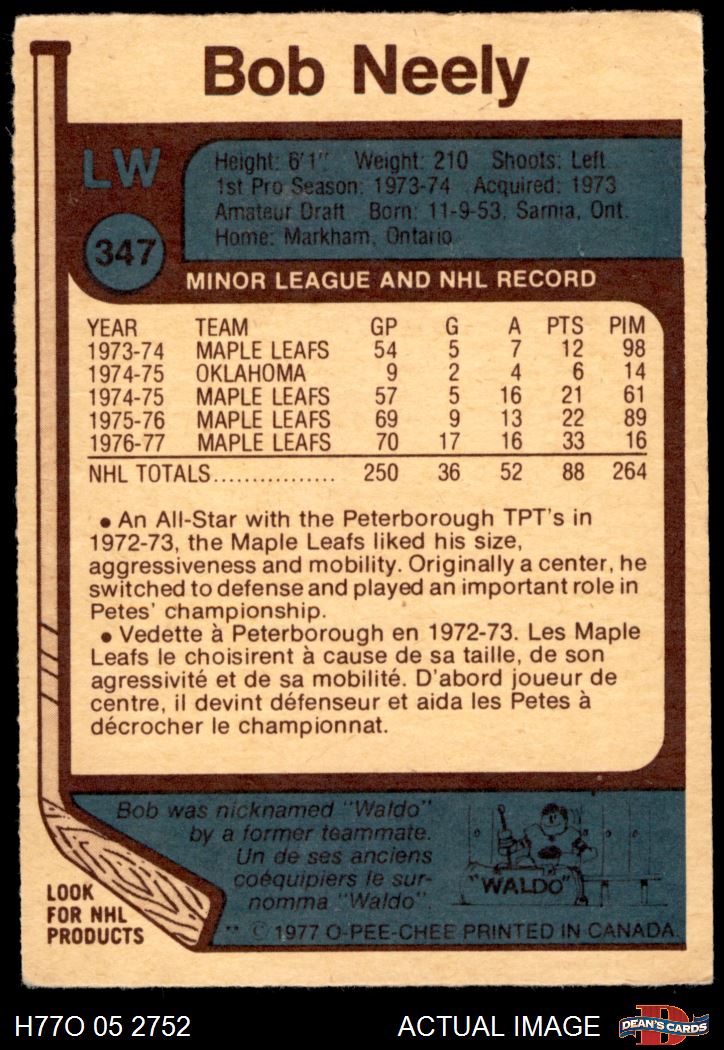 Bob Neely
LW
Height: 6'1" Weight: 210 Shoots: Left
1st Pro Season: 1973-74 Acquired: 1973
Amateur Draft Born: 11-9-53, Sarnia, Ont.
Home: Markham, Ontario
347
MINOR LEAGUE AND NHL RECORD
YEAR TEAM GP G A PTS PIM
1973-74 MAPLE LEAFS 54 5 7 12 98
1974-75 OKLAHOMA 9 2 4 6 14
1974-75 MAPLE LEAFS 57 5 16 21 61
1975-76 MAPLE LEAFS 69 9 13 22 89
1976-77 MAPLE LEAFS 70 17 16 33 16
NHL TOTALS................ 250 36 52 88 264
• An All-Star with the Peterborough TPT's in
1972-73, the Maple Leafs liked his size,
aggressiveness and mobility. Originally a center, he
switched to defense and played an important role in
Petes' championship.
• Vedette à Peterborough en 1972-73. Les Maple
Leafs le choisirent à cause de sa taille, de son
agressivité et de sa mobilité. D'abord joueur de
centre, il devint défenseur et aida les Petes à
décrocher le championnat.
Bob was nicknamed "Waldo"
by a former teammate.
Un de ses anciens
coéquipiers le sur-
nomma "Waldo".
"WALDO"
LOOK
FOR NHL
PRODUCTS
** © 1977 O-PEE-CHEE PRINTED IN CANADA
H77O 05 2752 ACTUAL IMAGE
D
DEAN'S CARDS